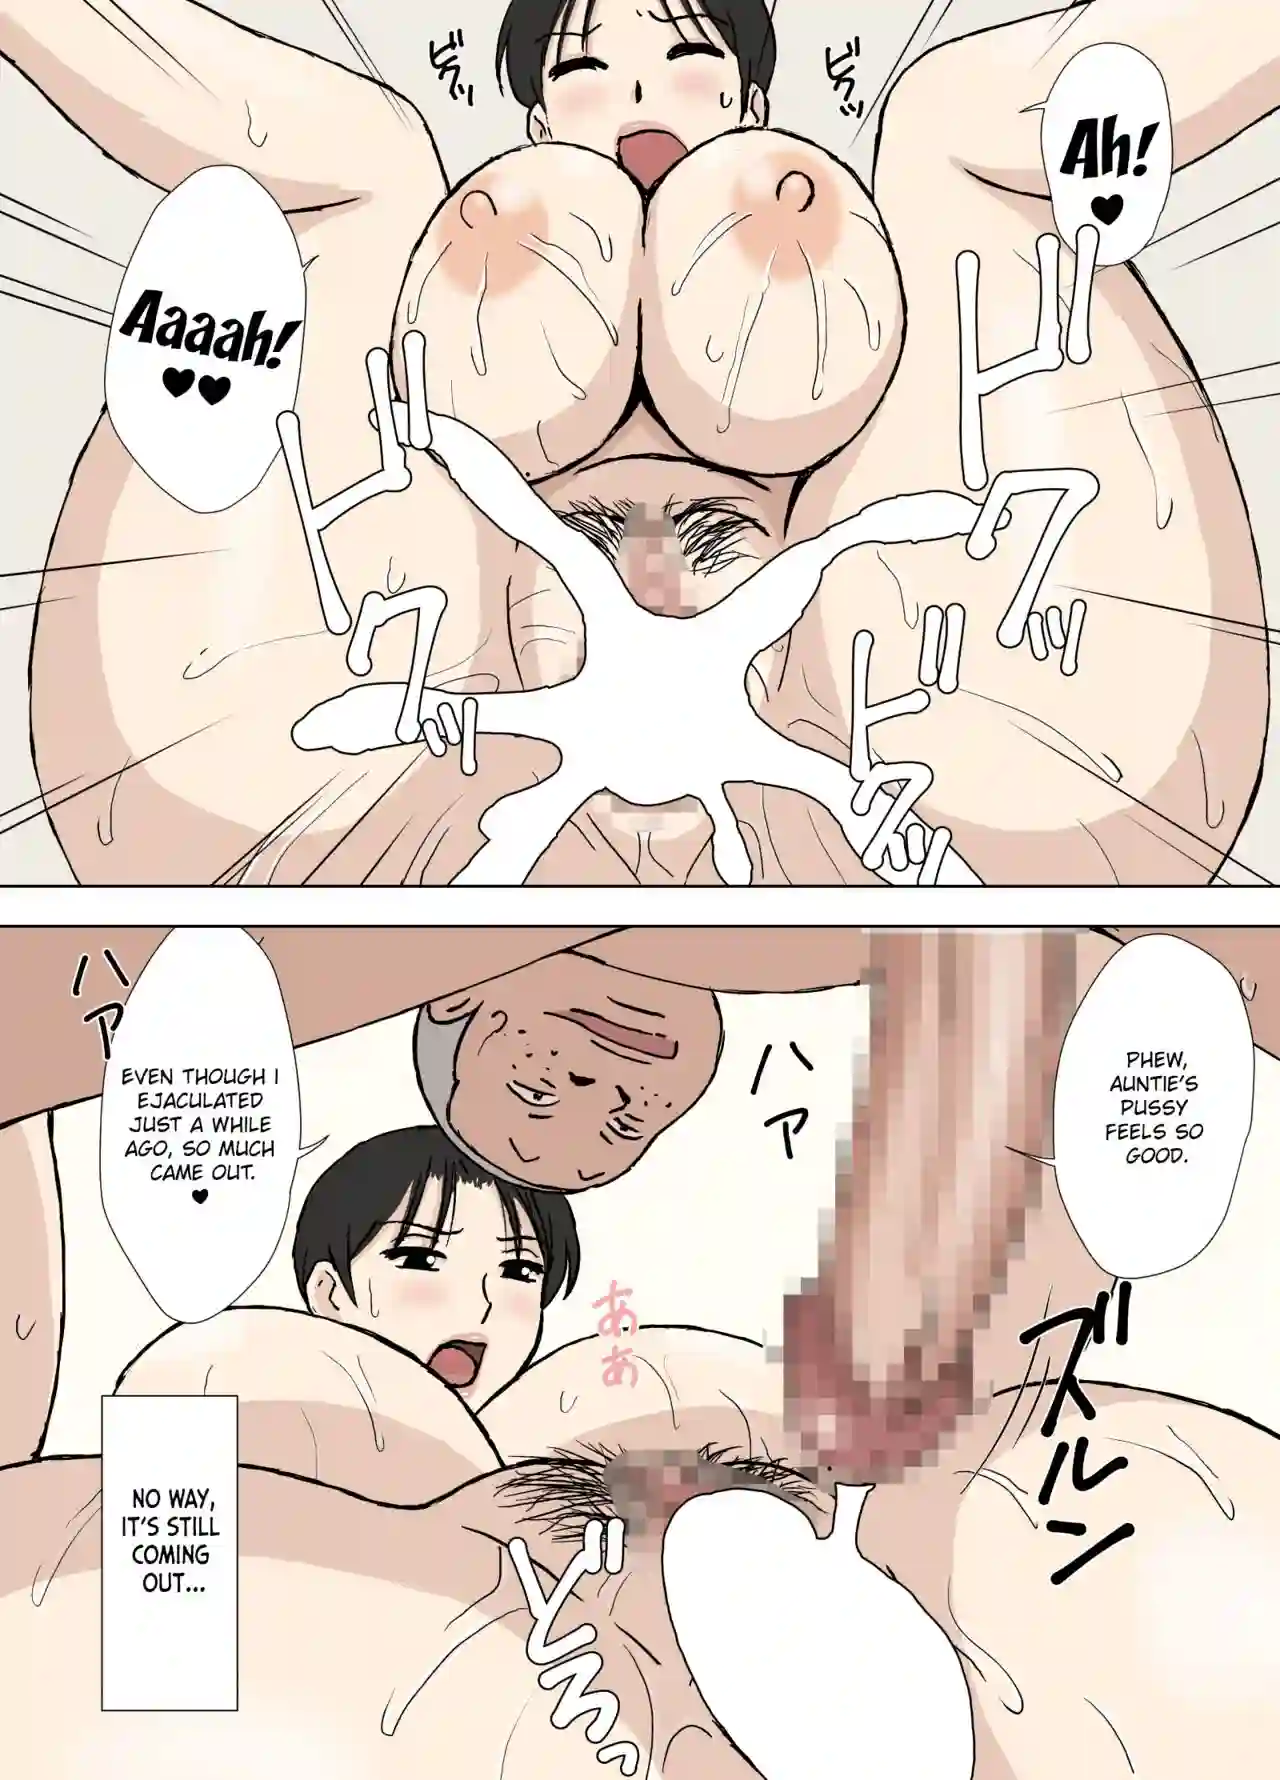 ビクッ
ビクッ
Ah!
♥
Aaaah!
♥♥
ドクッ
ドクッ
ドクッ
ハァ
PHEW,
AUNTIE'S
PUSSY
FEELS SO
GOOD.
ハァ
EVEN THOUGH I
EJACULATED
JUST A WHILE
AGO, SO MUCH
CAME OUT.
♥
ああ
ズルン
NO WAY,
IT'S STILL
COMING
OUT...
どろっ